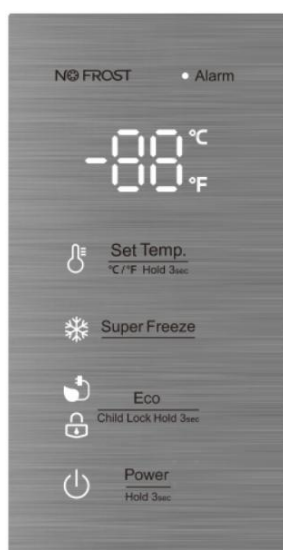 NO FROST
Alarm
-88 °C
°F
Set Temp.
°C/°F Hold 3sec
Super Freeze
Eco
Child Lock Hold 3sec
Power
Hold 3sec